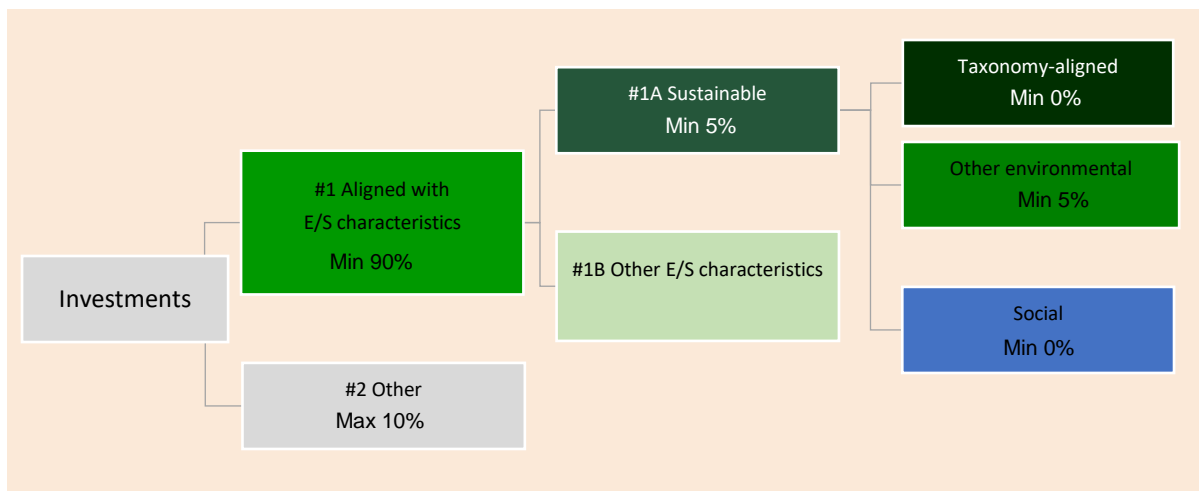 Investments
#1 Aligned with
E/S characteristics
Min 90%
#2 Other
Max 10%
#1A Sustainable
Min 5%
#1B Other E/S characteristics
Taxonomy-aligned
Min 0%
Other environmental
Min 5%
Social
Min 0%